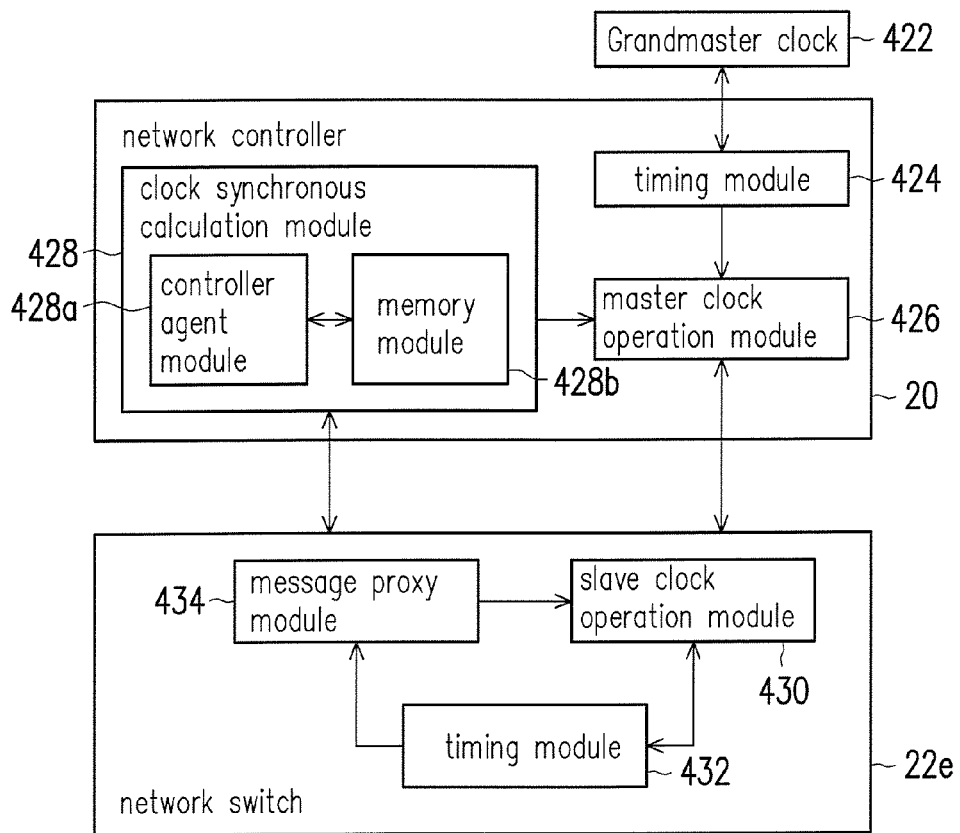 Grandmaster clock
422
network controller
timing module
424
clock synchronous
calculation module
428
428a
controller
agent
module
memory
module
428b
master clock
operation module
426
20
434
message proxy
module
slave clock
operation module
430
timing module
432
22e
network switch